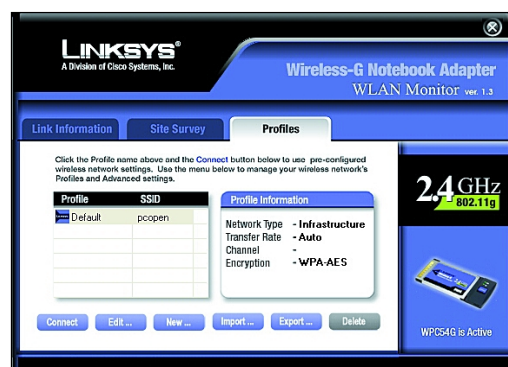 LINKSYS®
A Division of Cisco Systems, Inc.
Wireless-G Notebook Adapter
WLAN Monitor ver. 1.3
Link Information Site Survey Profiles
Click the Profile name above and the Connect button below to use pre-configured
wireless network settings. Use the menu below to manage your wireless network's
Profiles and Advanced settings.
Profile SSID
Default pcopen
Profile Information
Network Type - Infrastructure
Transfer Rate - Auto
Channel -
Encryption - WPA-AES
2.4 GHz
802.11g
Connect Edit ... New ... Import ... Export ... Delete
WPC54G is Active